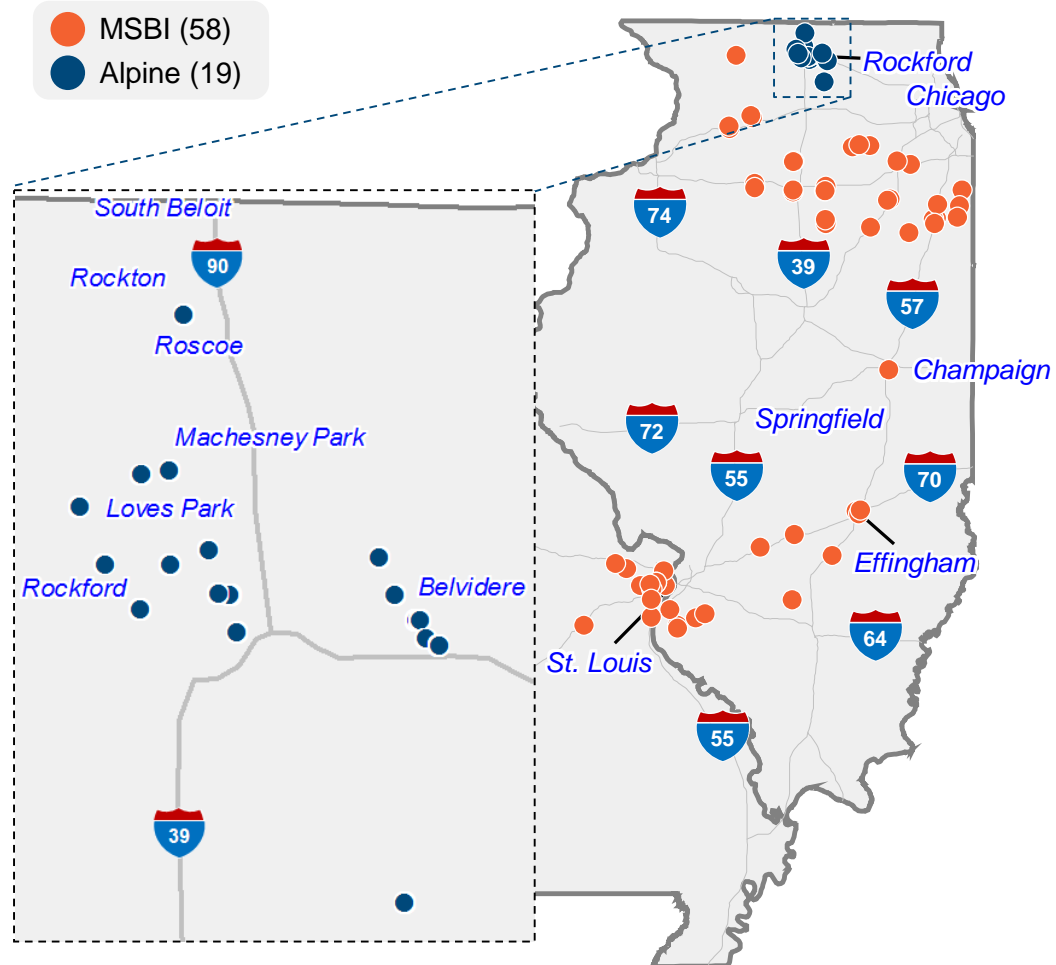 MSBI (58)
Alpine (19)
Rockford
Chicago
South Beloit
74
90
39
Rockton
57
Roscoe
Champaign
Springfield
72
Machesney Park
55
70
Loves Park
Effingham
Rockford
Belvidere
64
St. Louis
55
39